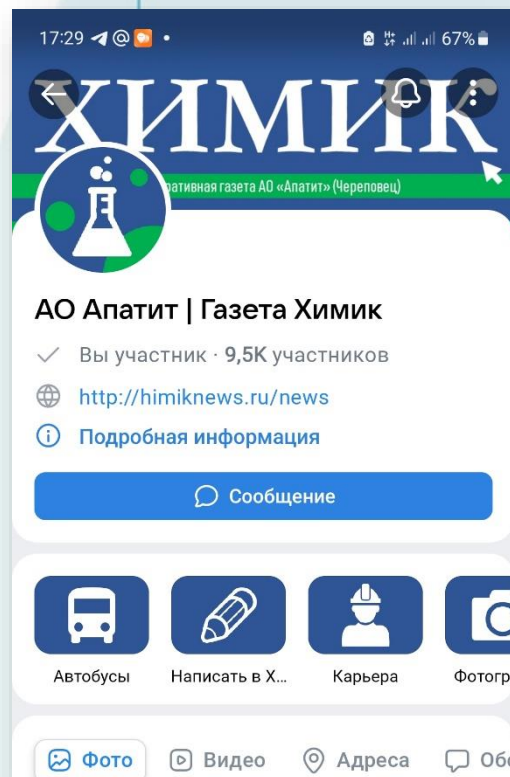 17:29 67%
ХИМИК
ративная газета АО «Апатит» (Череповец)
АО Апатит | Газета Химик
Вы участник · 9,5K участников
http://himiknews.ru/news
Подробная информация
Сообщение
Автобусы Написать в Х... Карьера Фотогр
Фото Видео Адреса Обс